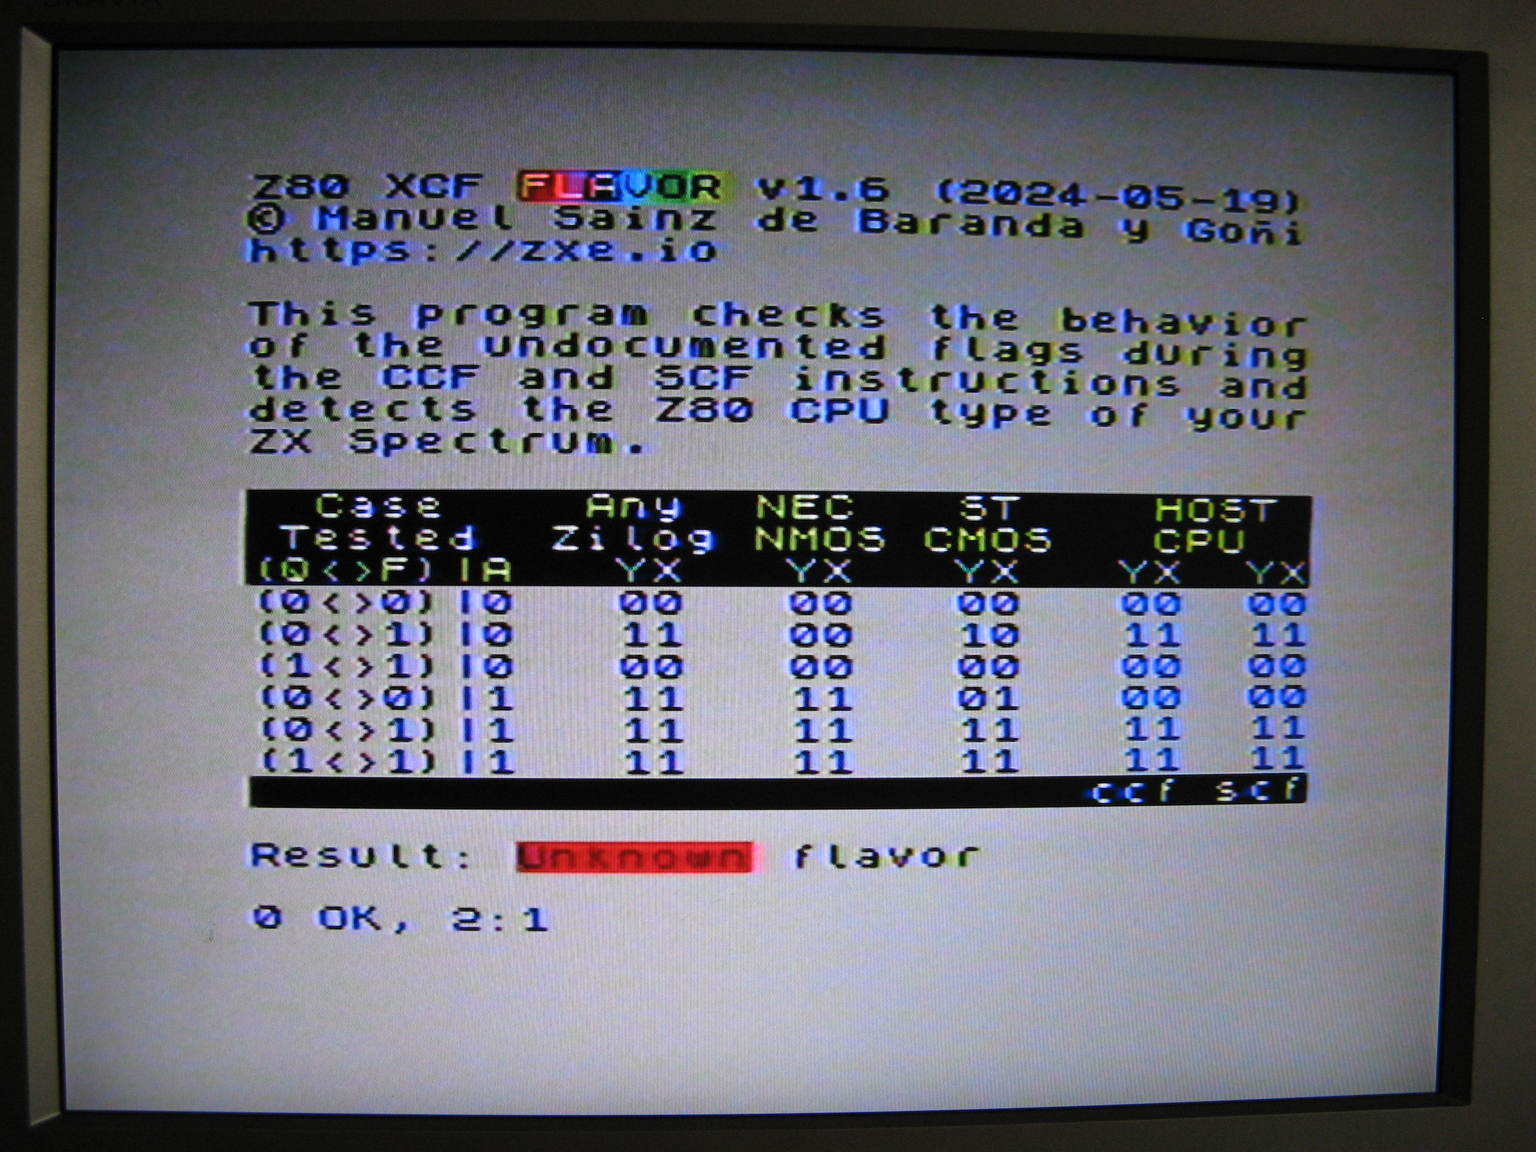 Z80 XCF FLAVOR v1.6 (2024-05-19)
© Manuel Sainz de Baranda y Goñi
https://zxe.io
This program checks the behavior
of the undocumented flags during
the CCF and SCF instructions and
detects the Z80 CPU type of your
ZX Spectrum.
Case Any NEC ST HOST
Tested Zilog NMOS CMOS CPU
(Q<>F)|A YX YX YX YX YX
(0<>0)|0 00 00 00 00 00
(0<>1)|0 11 00 10 11 11
(1<>1)|0 00 00 00 00 00
(0<>0)|1 11 11 01 00 00
(0<>1)|1 11 11 11 11 11
(1<>1)|1 11 11 11 11 11
ccf scf
Result: Unknown flavor
0 OK, 2:1